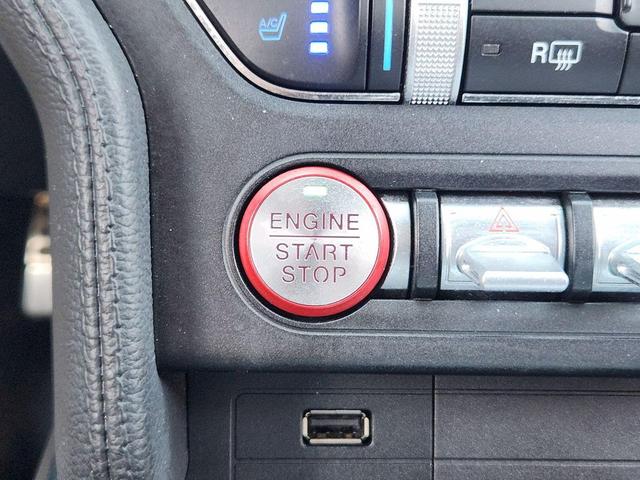 A/C
R
ENGINE
START
STOP